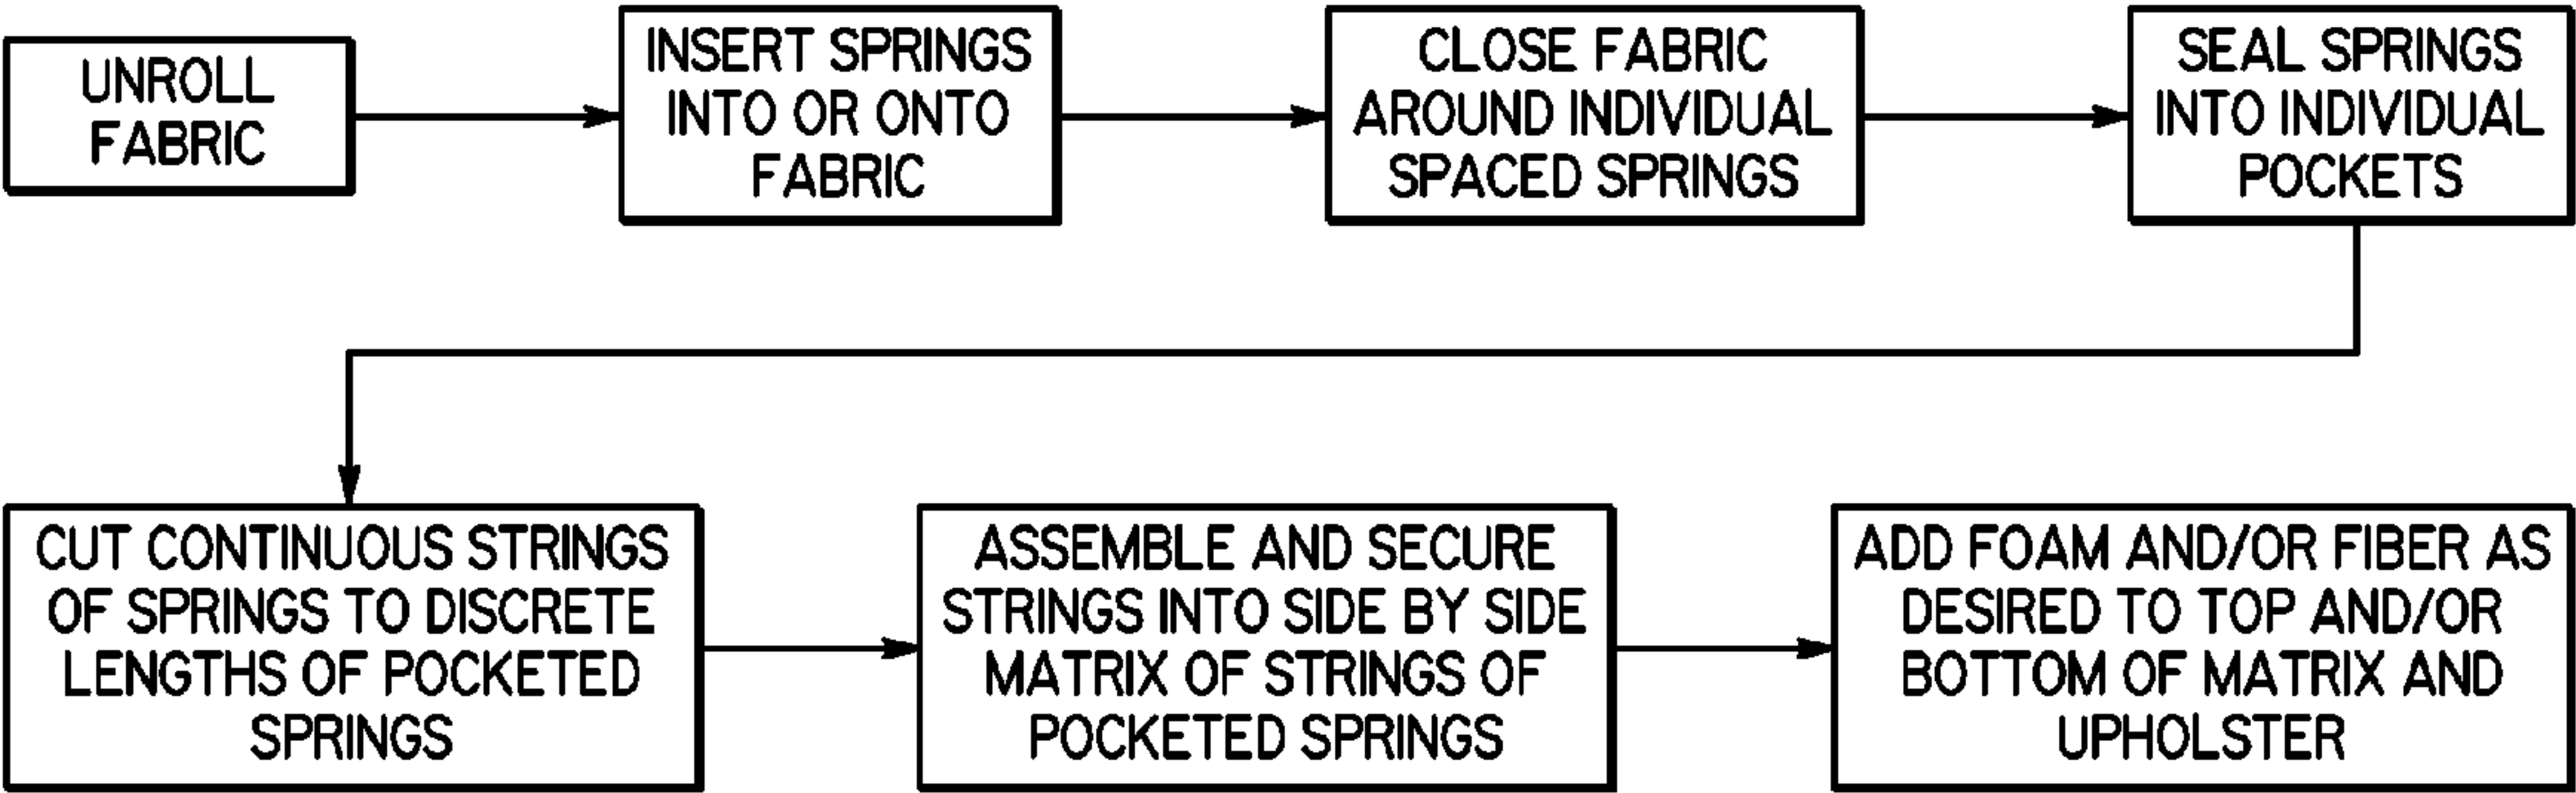 UNROLL
FABRIC
INSERT SPRINGS
INTO OR ONTO
FABRIC
CLOSE FABRIC
AROUND INDIVIDUAL
SPACED SPRINGS
SEAL SPRINGS
INTO INDIVIDUAL
POCKETS
CUT CONTINUOUS STRINGS
OF SPRINGS TO DISCRETE
LENGTHS OF POCKETED
SPRINGS
ASSEMBLE AND SECURE
STRINGS INTO SIDE BY SIDE
MATRIX OF STRINGS OF
POCKETED SPRINGS
ADD FOAM AND/OR FIBER AS
DESIRED TO TOP AND/OR
BOTTOM OF MATRIX AND
UPHOLSTER